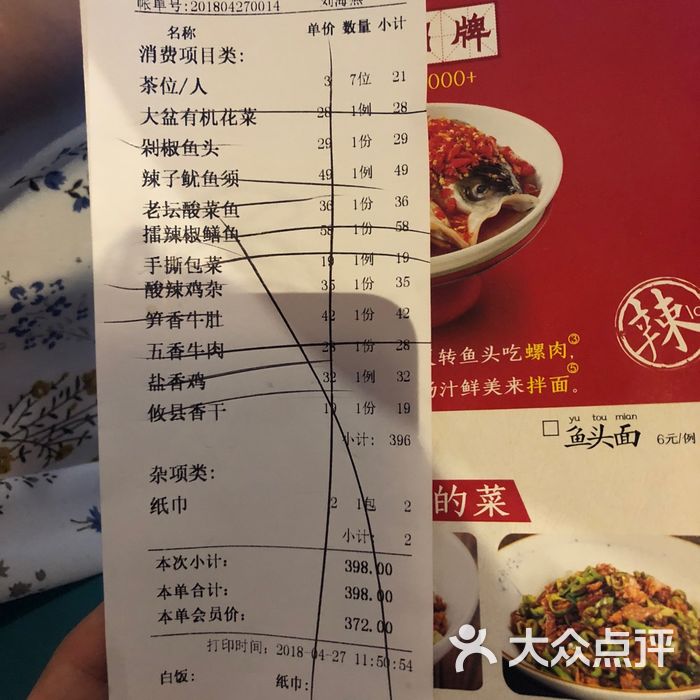 帐单号:201804270014 刘海燕
名称 单价 数量 小计
消费项目类:
茶位/人 3 7位 21
大盆有机花菜 28 1例 28
剁椒鱼头 29 1份 29
辣子鱿鱼须 49 1例 49
老坛酸菜鱼 36 1份 36
擂辣椒鳝鱼 58 1份 58
手撕包菜 19 1例 19
酸辣鸡杂 35 1份 35
笋香牛肚 42 1份 42
五香牛肉 28 1份 28
盐香鸡 32 1例 32
攸县香干 19 1份 19
小计: 396
杂项类:
纸巾 2 1包 2
小计: 2
本次小计: 398.00
本单合计: 398.00
本单会员价: 372.00
打印时间: 2018-04-27 11:50:54
白饭: 纸巾:
牌
000+
辣
转鱼头吃螺肉,③
汤汁鲜美来拌面。⑤
yu tou mian
鱼头面 6元/例
的菜
大众点评